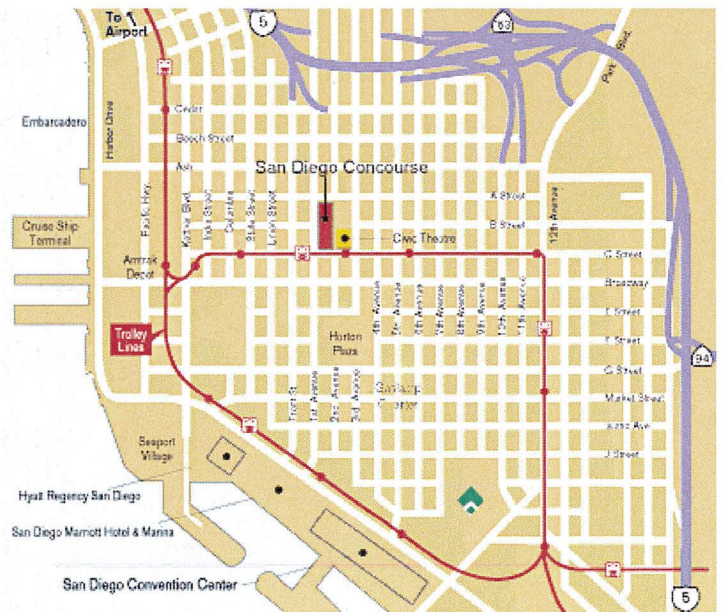 To
Airport
5
163
Park Blvd.
Embarcadero
Harbor Drive
Cedar
Beech Street
Ash
San Diego Concourse
Pacific Hwy.
Kettner Blvd.
India Street
Columbia
State Street
Union Street
A Street
B Street
12th Avenue
Cruise Ship
Terminal
Civic Theatre
Amtrak
Depot
C Street
Broadway
E Street
F Street
G Street
Market Street
Island Ave
J Street
Trolley
Lines
Horton
Plaza
4th Avenue
5th Avenue
6th Avenue
7th Avenue
8th Avenue
9th Avenue
10th Avenue
11th Avenue
94
Front St.
1st Avenue
2nd Avenue
3rd Avenue
Gaslamp
Quarter
Seaport
Village
Hyatt Regency San Diego
San Diego Marriott Hotel & Marina
San Diego Convention Center
5